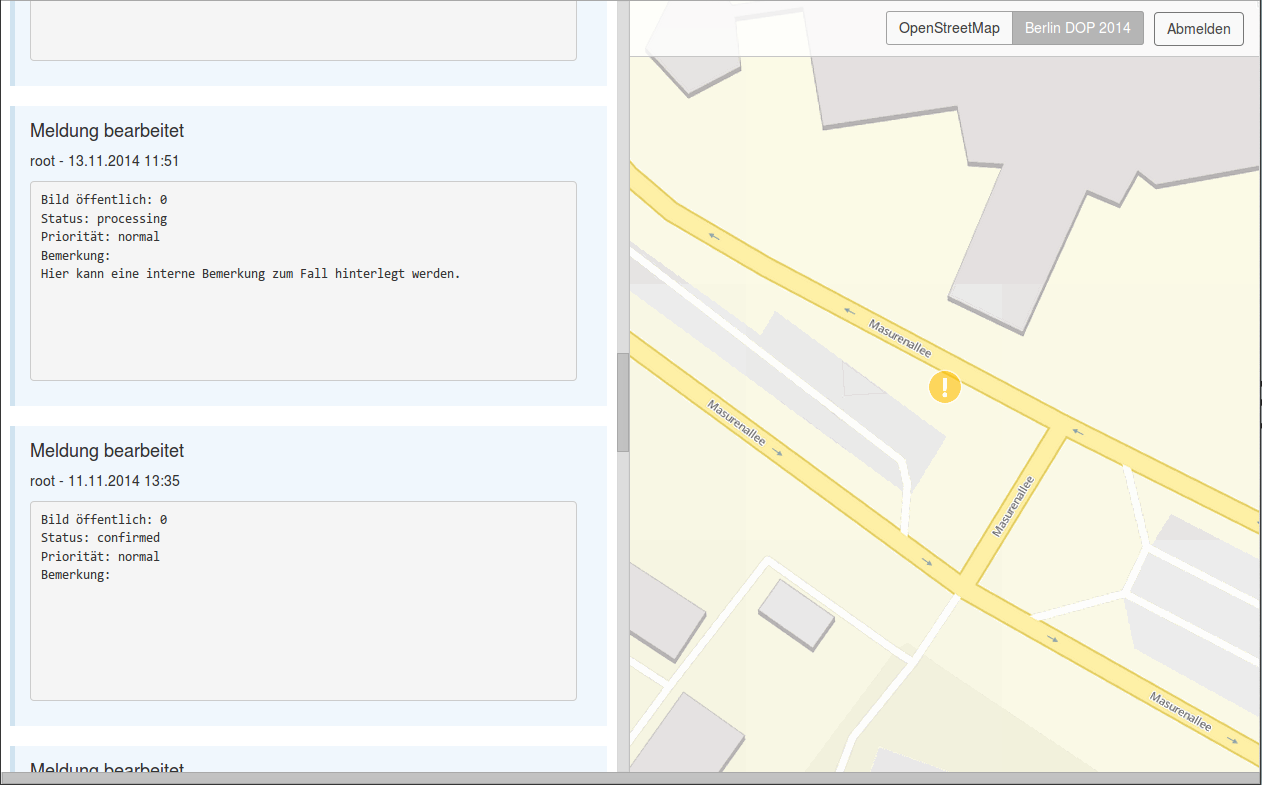 Meldung bearbeitet
root - 13.11.2014 11:51
Bild öffentlich: 0
Status: processing
Priorität: normal
Bemerkung:
Hier kann eine interne Bemerkung zum Fall hinterlegt werden.
Meldung bearbeitet
root - 11.11.2014 13:35
Bild öffentlich: 0
Status: confirmed
Priorität: normal
Bemerkung:
Meldung bearbeitet
OpenStreetMap
Berlin DOP 2014
Abmelden
Masurenallee
!
Masurenallee
Masurenallee
Masurenallee